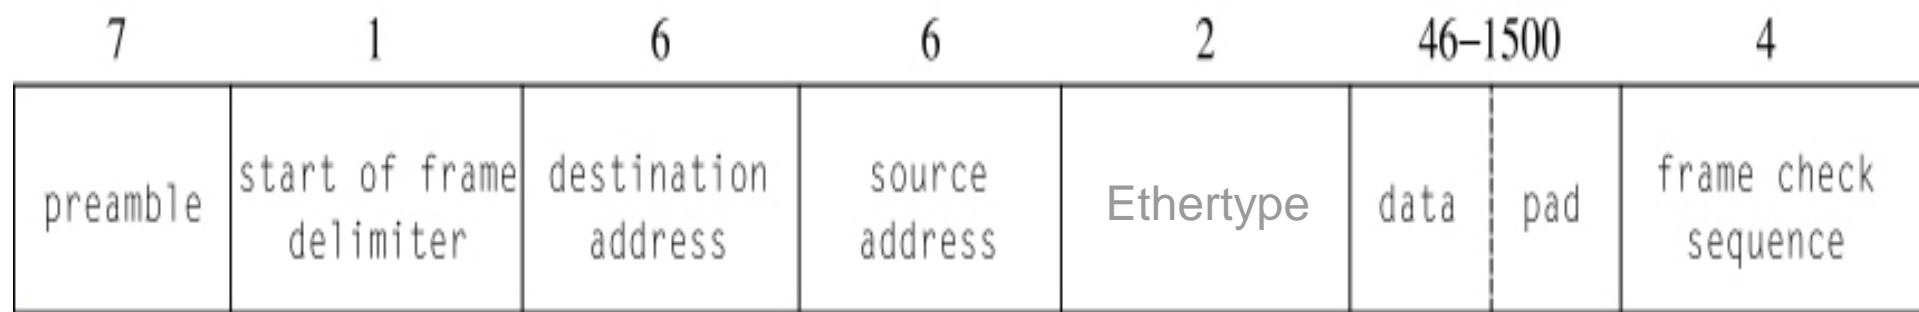 7 1 6 6 2 46–1500 4
preamble
start of frame
delimiter
destination
address
source
address
Ethertype
data
pad
frame check
sequence